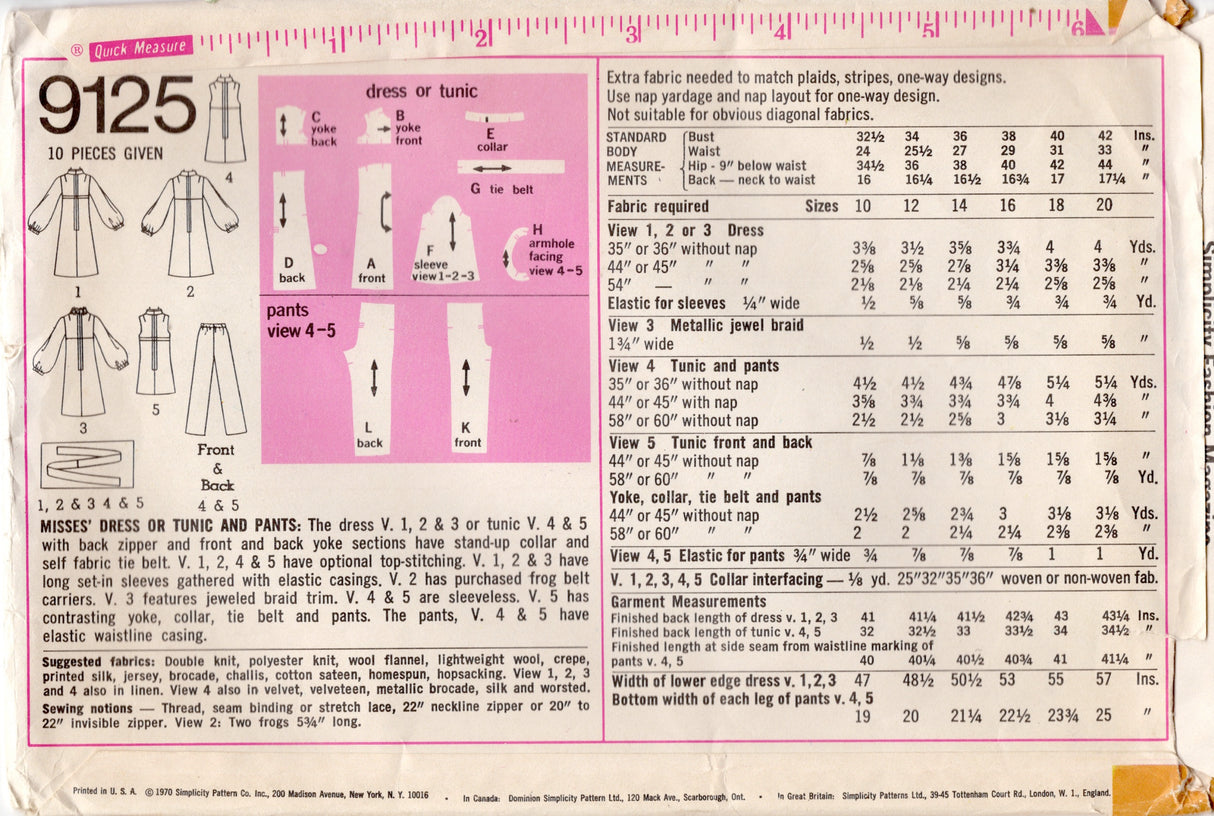 ® Quick Measure 1 2 3 4 5 6
9125
10 PIECES GIVEN
4
1
2
3
5
1, 2 & 3 4 & 5
Front
&
Back
4 & 5
dress or tunic
C
yoke
back
B
yoke
front
E
collar
G tie belt
D
back
A
front
F
sleeve
view 1-2-3
H
armhole
facing
view 4-5
pants
view 4-5
L
back
K
front
MISSES' DRESS OR TUNIC AND PANTS: The dress V. 1, 2 & 3 or tunic V. 4 & 5
with back zipper and front and back yoke sections have stand-up collar and
self fabric tie belt. V. 1, 2, 4 & 5 have optional top-stitching. V. 1, 2 & 3 have
long set-in sleeves gathered with elastic casings. V. 2 has purchased frog belt
carriers. V. 3 features jeweled braid trim. V. 4 & 5 are sleeveless. V. 5 has
contrasting yoke, collar, tie belt and pants. The pants, V. 4 & 5 have
elastic waistline casing.
Suggested fabrics: Double knit, polyester knit, wool flannel, lightweight wool, crepe,
printed silk, jersey, brocade, challis, cotton sateen, homespun, hopsacking. View 1, 2, 3
and 4 also in linen. View 4 also in velvet, velveteen, metallic brocade, silk and worsted.
Sewing notions — Thread, seam binding or stretch lace, 22" neckline zipper or 20" to
22" invisible zipper. View 2: Two frogs 5¾" long.
Extra fabric needed to match plaids, stripes, one-way designs.
Use nap yardage and nap layout for one-way design.
Not suitable for obvious diagonal fabrics.
STANDARD Bust 32½ 34 36 38 40 42 Ins.
BODY Waist 24 25½ 27 29 31 33 "
MEASURE- Hip - 9" below waist 34½ 36 38 40 42 44 "
MENTS Back — neck to waist 16 16¼ 16½ 16¾ 17 17¼ "
Fabric required Sizes 10 12 14 16 18 20
View 1, 2 or 3 Dress
35" or 36" without nap 3⅜ 3½ 3⅝ 3¾ 4 4 Yds.
44" or 45" " " 2⅝ 2⅝ 2⅞ 3¼ 3⅜ 3⅜ "
54" — " " 2⅛ 2⅛ 2¼ 2¼ 2⅝ 2⅝ "
Elastic for sleeves ¼" wide ½ ⅝ ⅝ ¾ ¾ ¾ Yd.
View 3 Metallic jewel braid
1¾" wide ½ ½ ⅝ ⅝ ⅝ ⅝ "
View 4 Tunic and pants
35" or 36" without nap 4½ 4½ 4¾ 4⅞ 5¼ 5¼ Yds.
44" or 45" with nap 3⅝ 3¾ 3¾ 3¾ 4 4⅜ "
58" or 60" without nap 2½ 2½ 2⅝ 3 3⅛ 3¼ "
View 5 Tunic front and back
44" or 45" without nap ⅞ 1⅛ 1⅜ 1⅝ 1⅝ 1⅝ "
58" or 60" " " ⅞ ⅞ ⅞ ⅞ ⅞ ⅞ Yd.
Yoke, collar, tie belt and pants
44" or 45" without nap 2½ 2⅝ 2¾ 3 3⅛ 3⅛ Yds.
58" or 60" " " 2 2 2¼ 2¼ 2⅜ 2⅜ "
View 4, 5 Elastic for pants ¾" wide ¾ ⅞ ⅞ ⅞ 1 1 Yd.
V. 1, 2, 3, 4, 5 Collar interfacing — ⅛ yd. 25"32"35"36" woven or non-woven fab.
Garment Measurements
Finished back length of dress v. 1, 2, 3 41 41¼ 41½ 42¾ 43 43¼ Ins.
Finished back length of tunic v. 4, 5 32 32½ 33 33½ 34 34½ "
Finished length at side seam from waistline marking of
pants v. 4, 5 40 40¼ 40½ 40¾ 41 41¼ "
Width of lower edge dress v. 1,2,3 47 48½ 50½ 53 55 57 Ins.
Bottom width of each leg of pants v. 4, 5
19 20 21¼ 22½ 23¾ 25 "
Simplicity Fashion Magazine
Printed in U. S. A. © 1970 Simplicity Pattern Co. Inc., 200 Madison Avenue, New York, N. Y. 10016 • In Canada: Dominion Simplicity Pattern Ltd., 120 Mack Ave., Scarborough, Ont. • In Great Britain: Simplicity Patterns Ltd., 39-45 Tottenham Court Rd., London, W. 1., England.